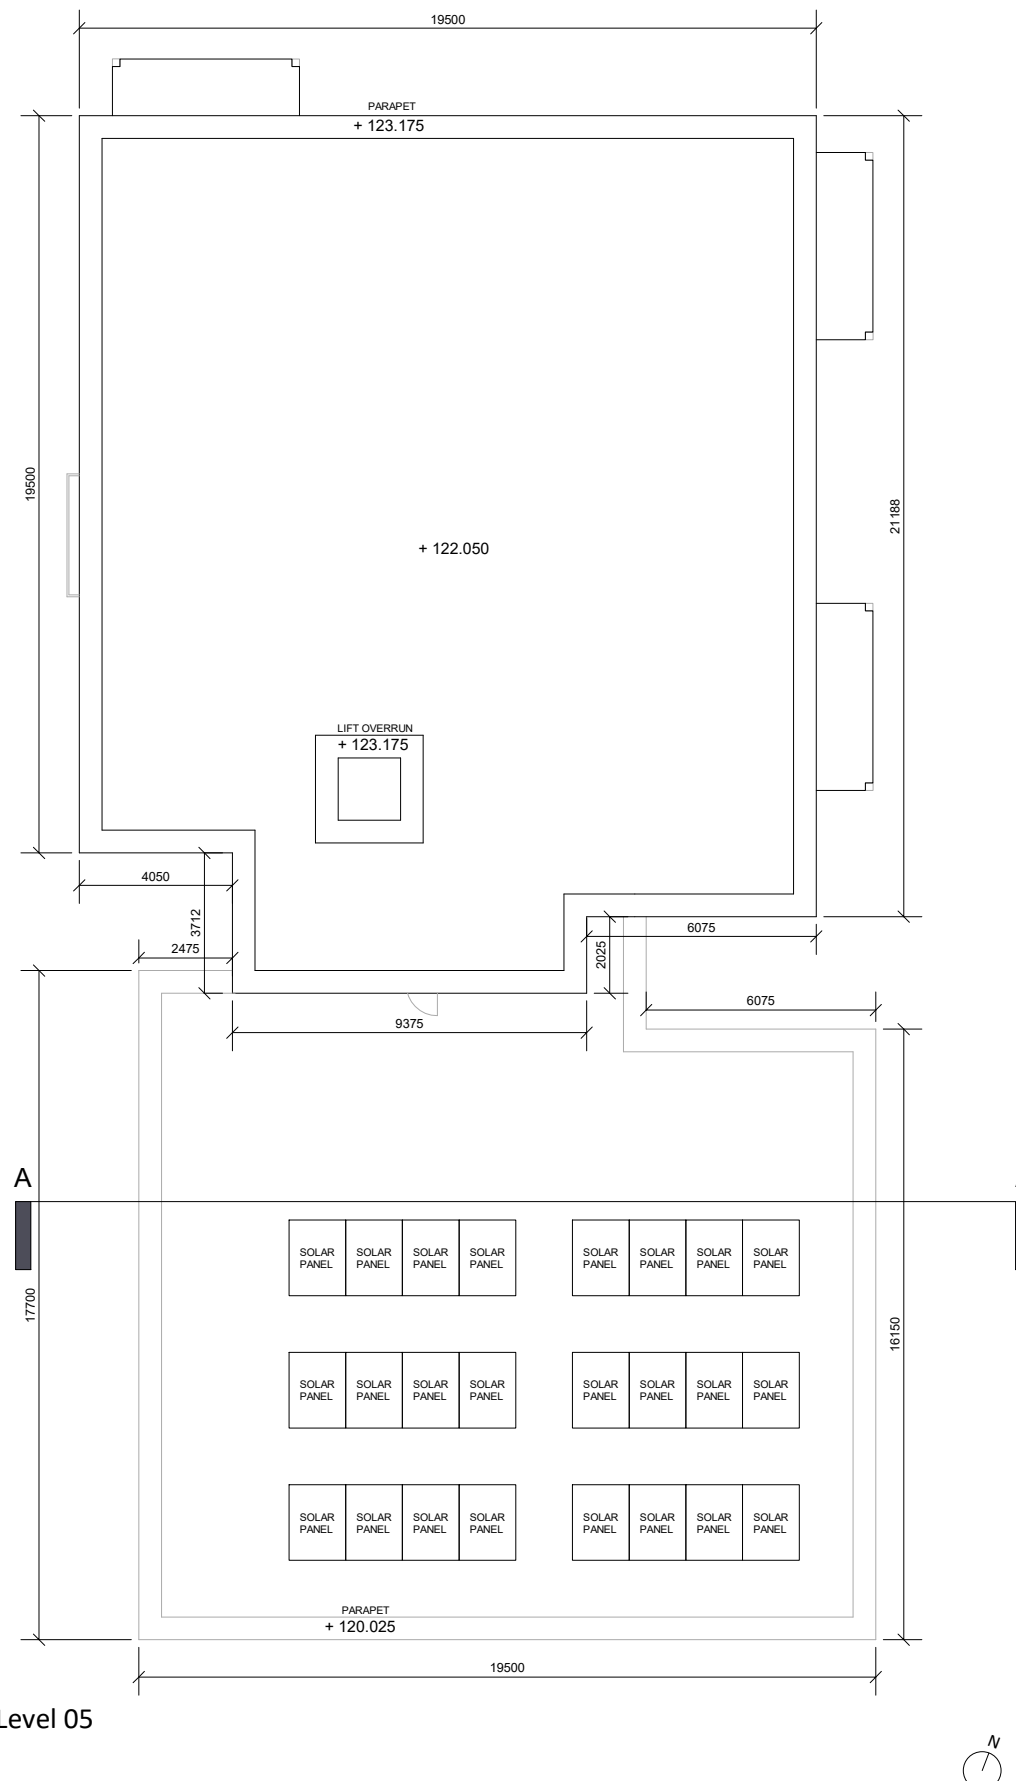 19500
PARAPET
+ 123.175
19500
21188
+ 122.050
LIFT OVERRUN
+ 123.175
4050
3712
2475
6075
2025
6075
9375
A
17700
16150
SOLAR SOLAR SOLAR SOLAR SOLAR SOLAR SOLAR SOLAR
PANEL PANEL PANEL PANEL PANEL PANEL PANEL PANEL
SOLAR SOLAR SOLAR SOLAR SOLAR SOLAR SOLAR SOLAR
PANEL PANEL PANEL PANEL PANEL PANEL PANEL PANEL
SOLAR SOLAR SOLAR SOLAR SOLAR SOLAR SOLAR SOLAR
PANEL PANEL PANEL PANEL PANEL PANEL PANEL PANEL
PARAPET
+ 120.025
19500
Level 05
N